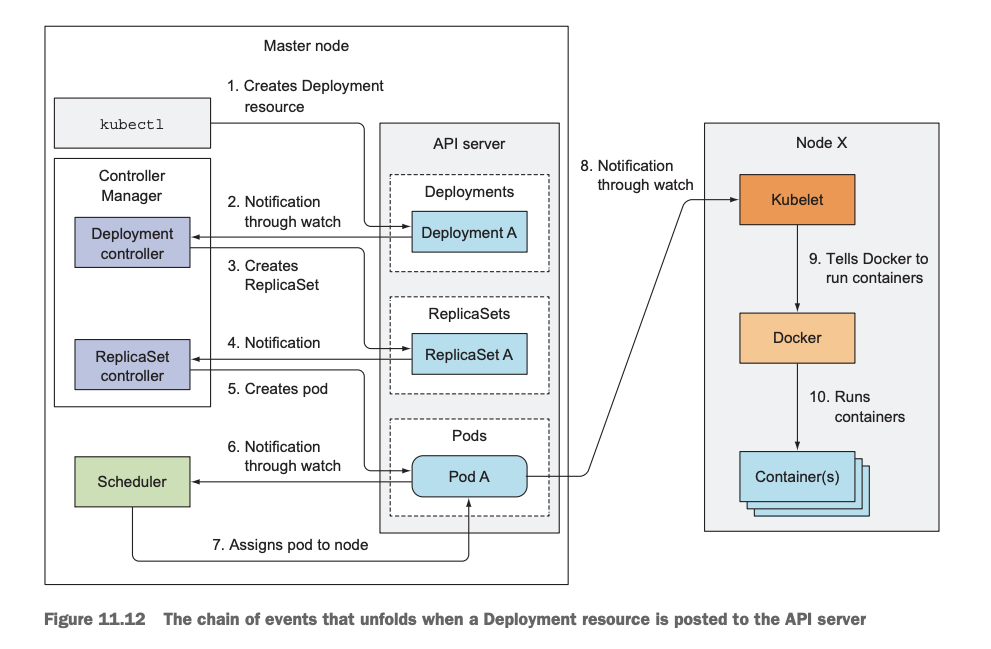 Master node
1. Creates Deployment
resource
kubectl
API server
Controller
Manager
Deployments
2. Notification
through watch
Deployment
controller
Deployment A
3. Creates
ReplicaSet
ReplicaSets
4. Notification
ReplicaSet
controller
ReplicaSet A
5. Creates pod
Pods
6. Notification
through watch
Scheduler
Pod A
7. Assigns pod to node
8. Notification
through watch
Node X
Kubelet
9. Tells Docker to
run containers
Docker
10. Runs
containers
Container(s)
Figure 11.12 The chain of events that unfolds when a Deployment resource is posted to the API server